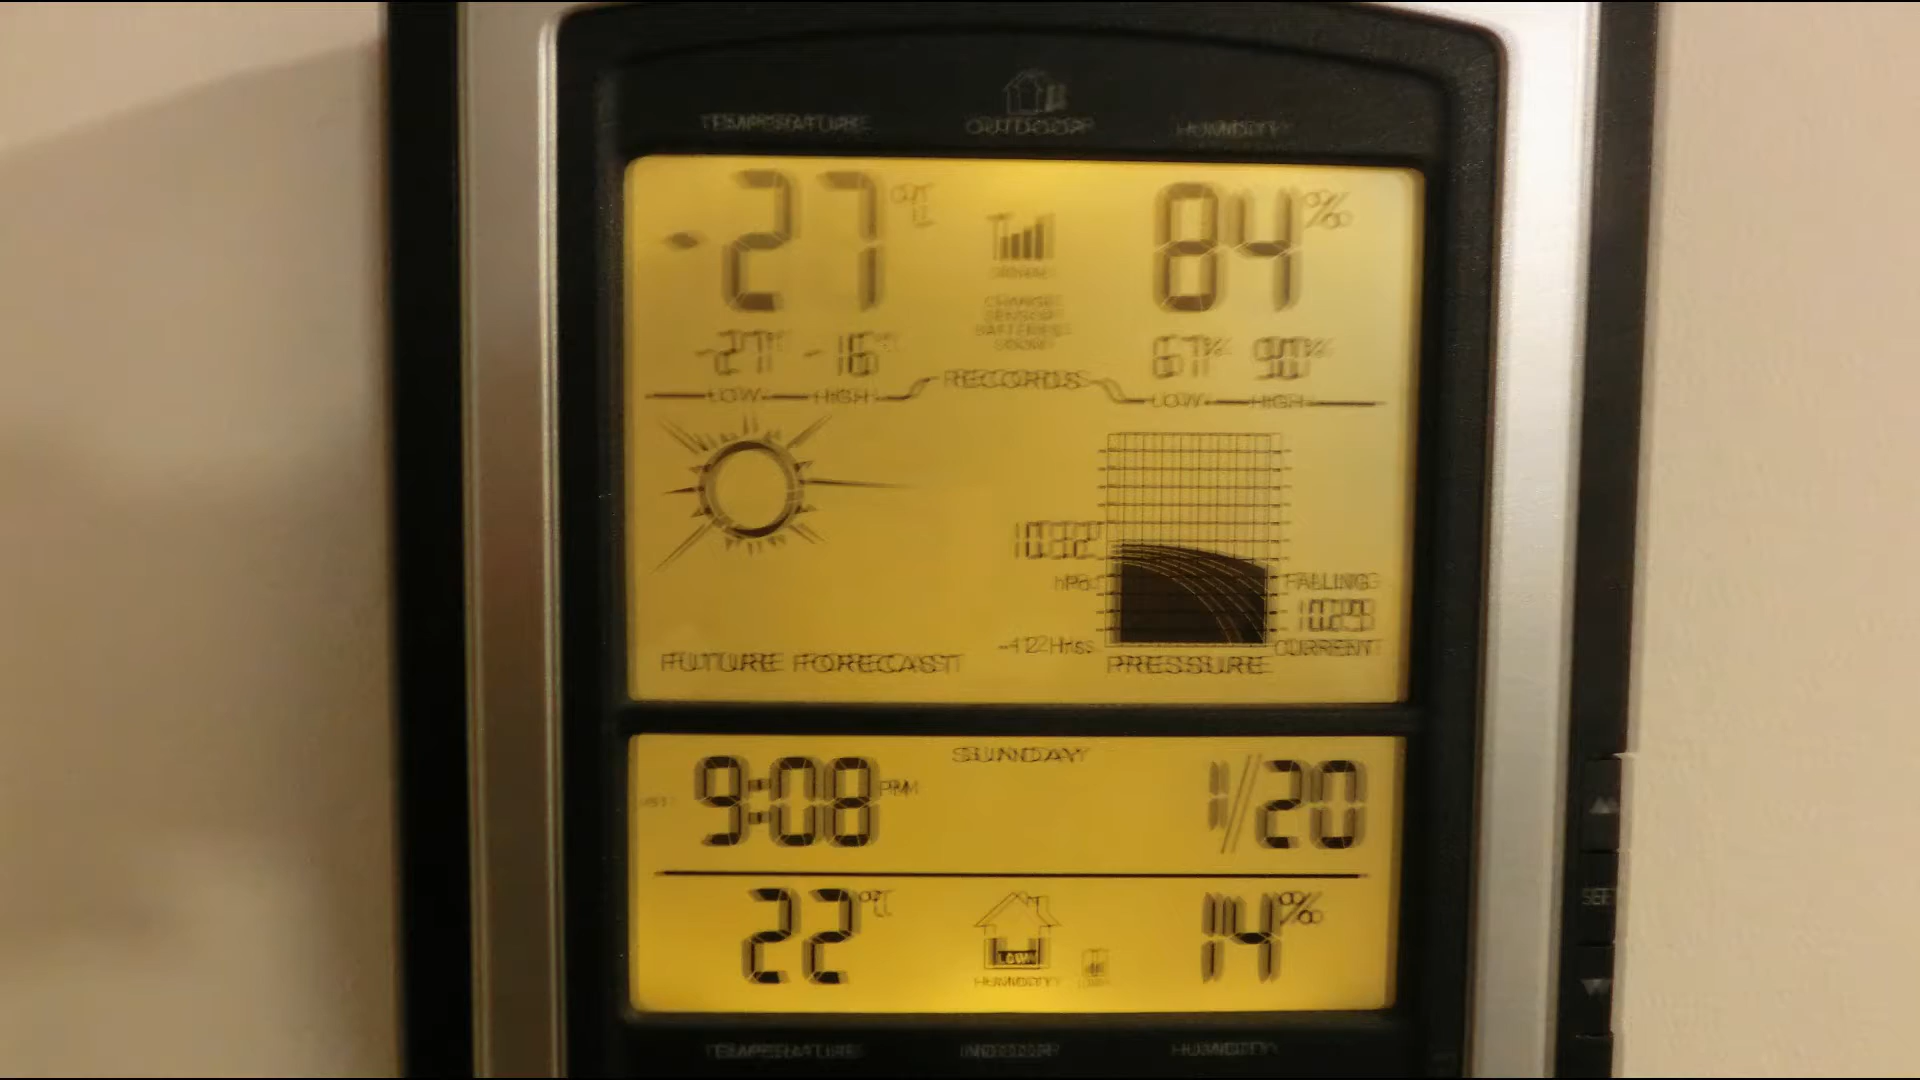 TEMPERATURE OUTDOOR HUMIDITY
-27 °C 84 %
CHANGE
SENSOR
BATTERIES
SOON!
-27 -16 67% 90%
RECORDS
LOW HIGH LOW HIGH
1032
hPa FALLING
1029
-12 Hrs CURRENT
FUTURE FORECAST PRESSURE
SUNDAY
9:08 PM 1/20
22 °C 14 %
LOW
HUMIDITY
TEMPERATURE INDOOR HUMIDITY
SET